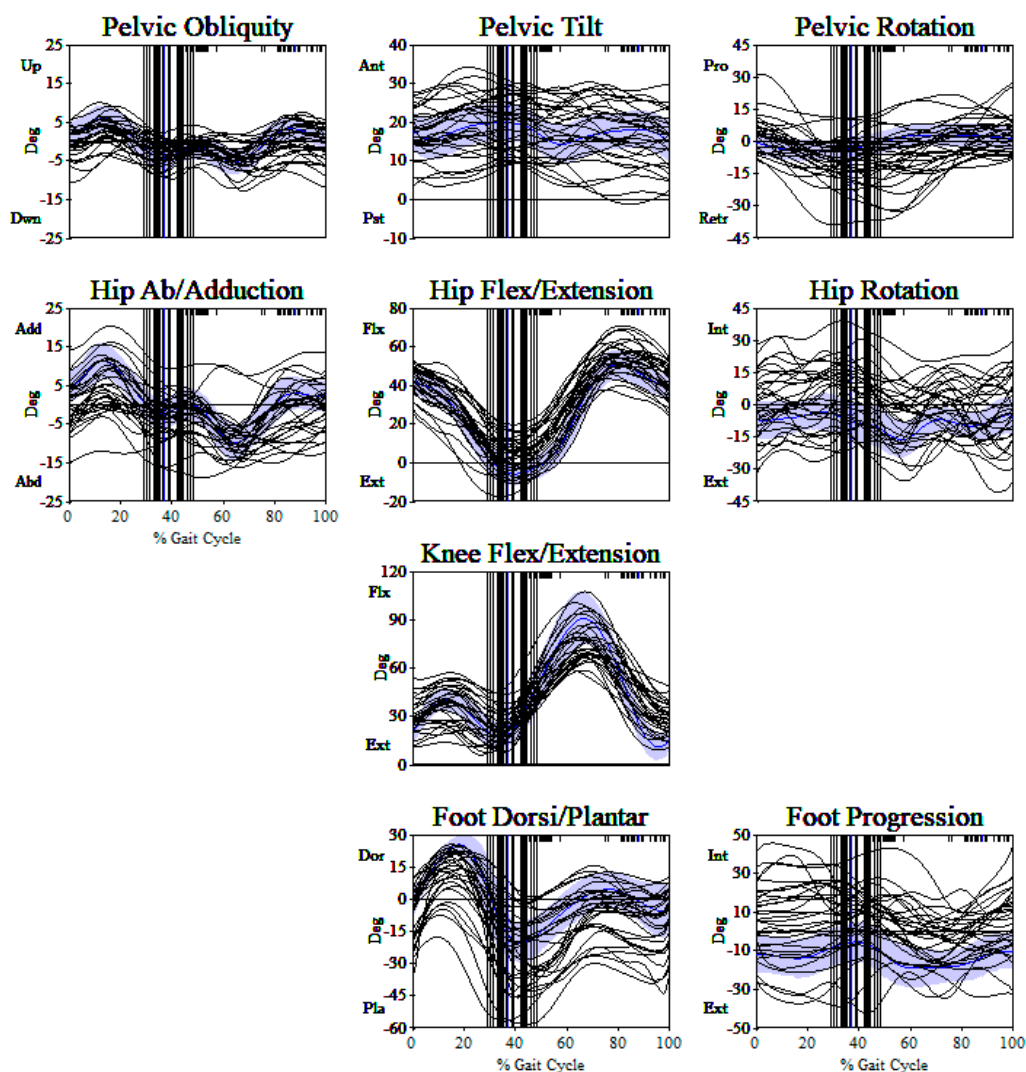 Pelvic Obliquity
25
Up
15
5
Deg
-5
-15
Dwn
-25
Pelvic Tilt
40
Ant
30
20
Deg
10
0
Pst
-10
Pelvic Rotation
45
Pro
30
15
Deg
0
-15
-30
Retr
-45
Hip Ab/Adduction
25
Add
15
5
Deg
-5
-15
Abd
-25
0 20 40 60 80 100
% Gait Cycle
Hip Flex/Extension
80
Flx
60
40
Deg
20
0
Ext
-20
Hip Rotation
45
Int
30
15
Deg
0
-15
-30
Ext
-45
Knee Flex/Extension
120
Flx
90
60
Deg
30
Ext
0
Foot Dorsi/Plantar
30
Dor
15
0
Deg
-15
-30
-45
Pla
-60
0 20 40 60 80 100
% Gait Cycle
Foot Progression
50
Int
30
10
Deg
-10
-30
Ext
-50
0 20 40 60 80 100
% Gait Cycle